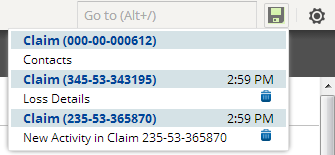 Go to (Alt+/)
Claim (000-00-000612)
Contacts
Claim (345-53-343195) 2:59 PM
Loss Details
Claim (235-53-365870) 2:59 PM
New Activity in Claim 235-53-365870